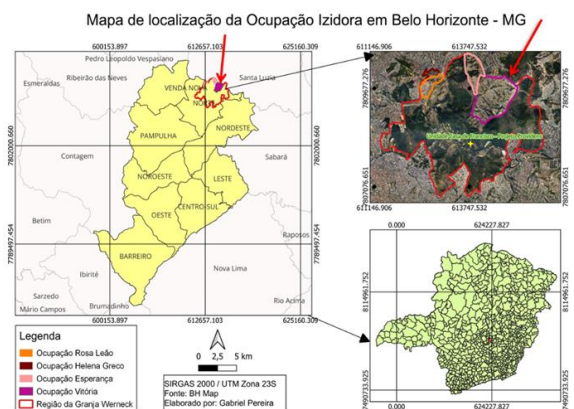 Mapa de localização da Ocupação Izidora em Belo Horizonte - MG
600153.897
612657.103
625160.309
Pedro Leopoldo
Vespasiano
Esmeraldas
Ribeirão das Neves
Santa Luzia
VENDA NOVA
NORTE
NORDESTE
PAMPULHA
Contagem
Sabará
NOROESTE
LESTE
OESTE
CENTRO-SUL
Betim
Raposos
BARREIRO
Nova Lima
Ibirité
Sarzedo
Mário Campos
Brumadinho
Rio Acima
7802000.660
7789497.454
600153.897
612657.103
625160.309
611146.906
613747.532
7809677.276
7809677.276
7807076.651
7807076.651
611146.906
613747.532
0.000
624227.827
8114961.752
8114961.752
7490733.925
7490733.925
0.000
624227.827
Legenda
Ocupação Rosa Leão
Ocupação Helena Greco
Ocupação Esperança
Ocupação Vitória
Região da Granja Werneck
0 2,5 5 km
SIRGAS 2000 / UTM Zona 23S
Fonte: BH Map
Elaborado por: Gabriel Pereira